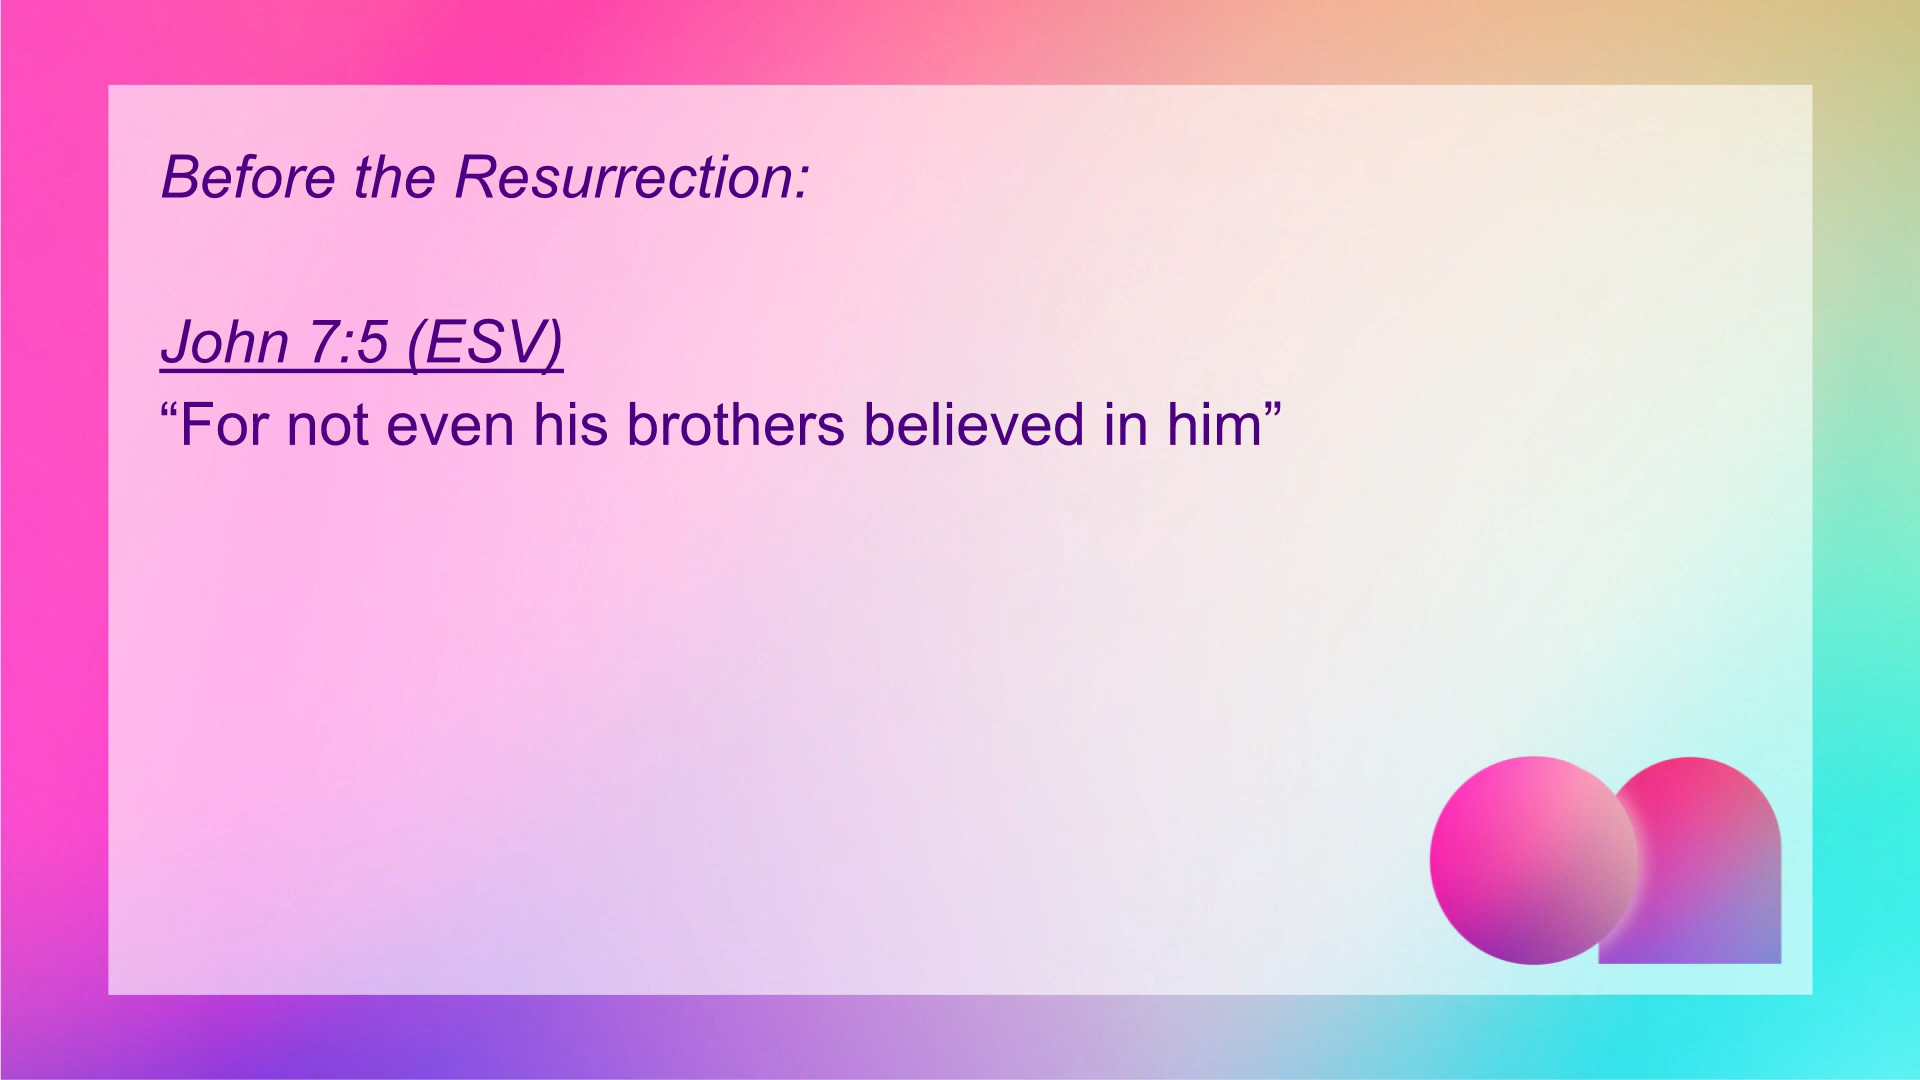 Before the Resurrection:
John 7:5 (ESV)
“For not even his brothers believed in him”